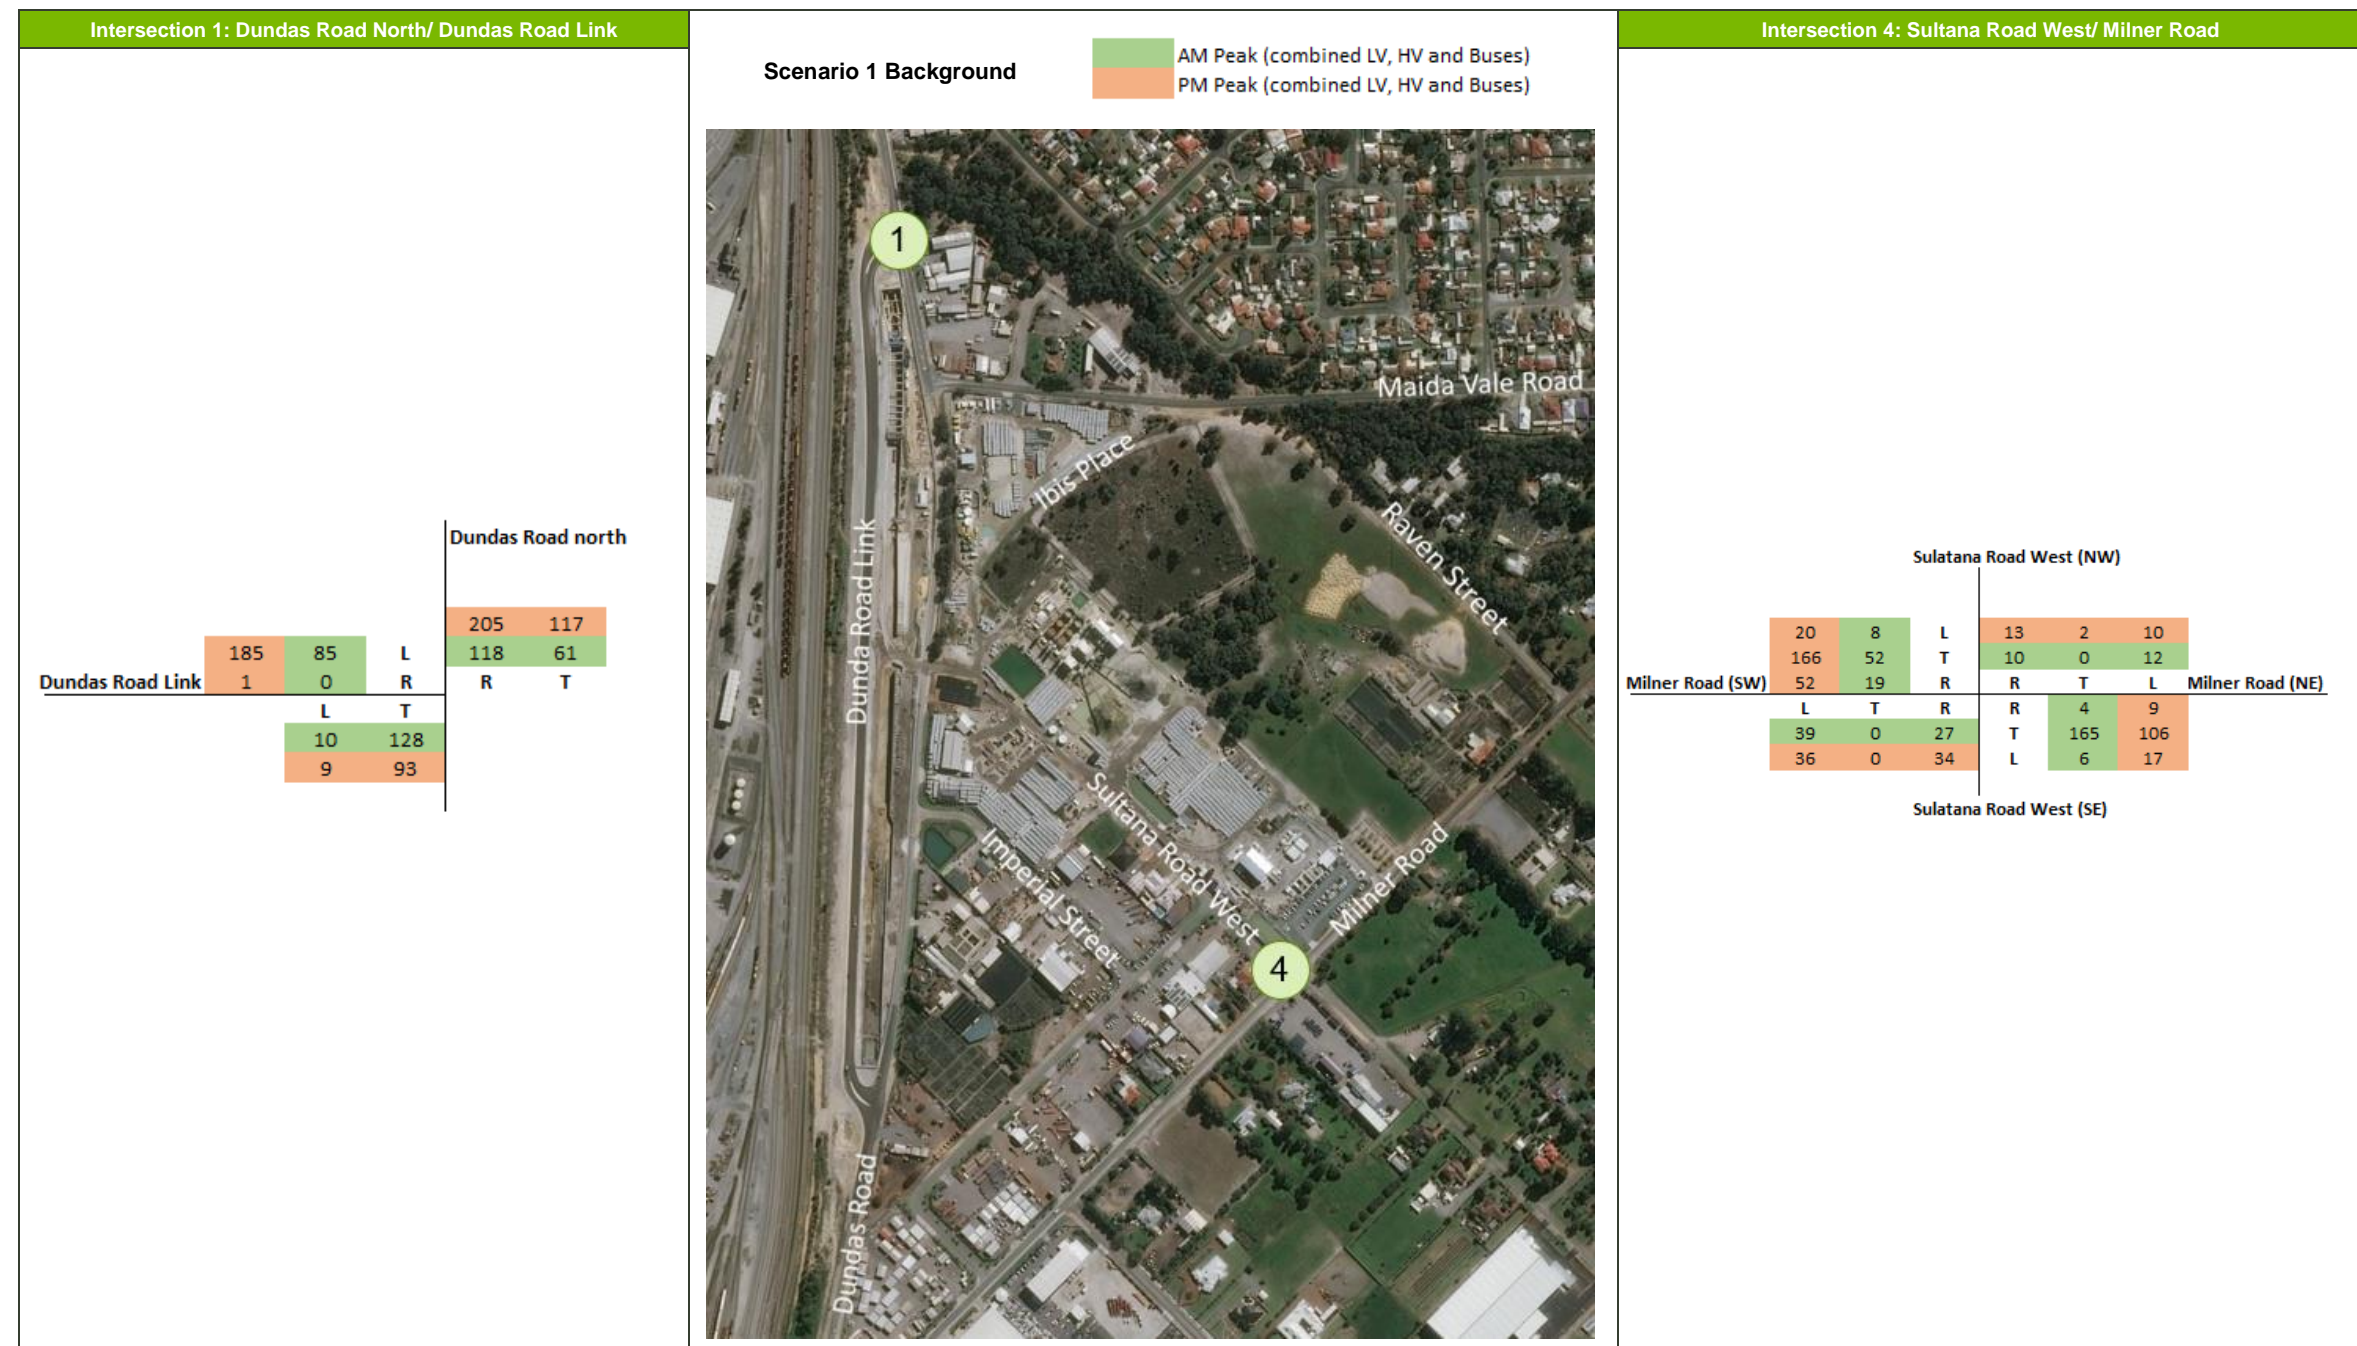 Intersection 1: Dundas Road North/ Dundas Road Link
Dundas Road north
205 117
185 85 L 118 61
Dundas Road Link 1 0 R R T
L T
10 128
9 93
Scenario 1 Background
AM Peak (combined LV, HV and Buses)
PM Peak (combined LV, HV and Buses)
1
Maida Vale Road
Ibis Place
Raven Street
Dunda Road Link
Sultana Road West
Imperial Street
Milner Road
4
Dundas Road
Intersection 4: Sultana Road West/ Milner Road
Sulatana Road West (NW)
20 8 L 13 2 10
166 52 T 10 0 12
Milner Road (SW) 52 19 R R T L Milner Road (NE)
L T R R 4 9
39 0 27 T 165 106
36 0 34 L 6 17
Sulatana Road West (SE)